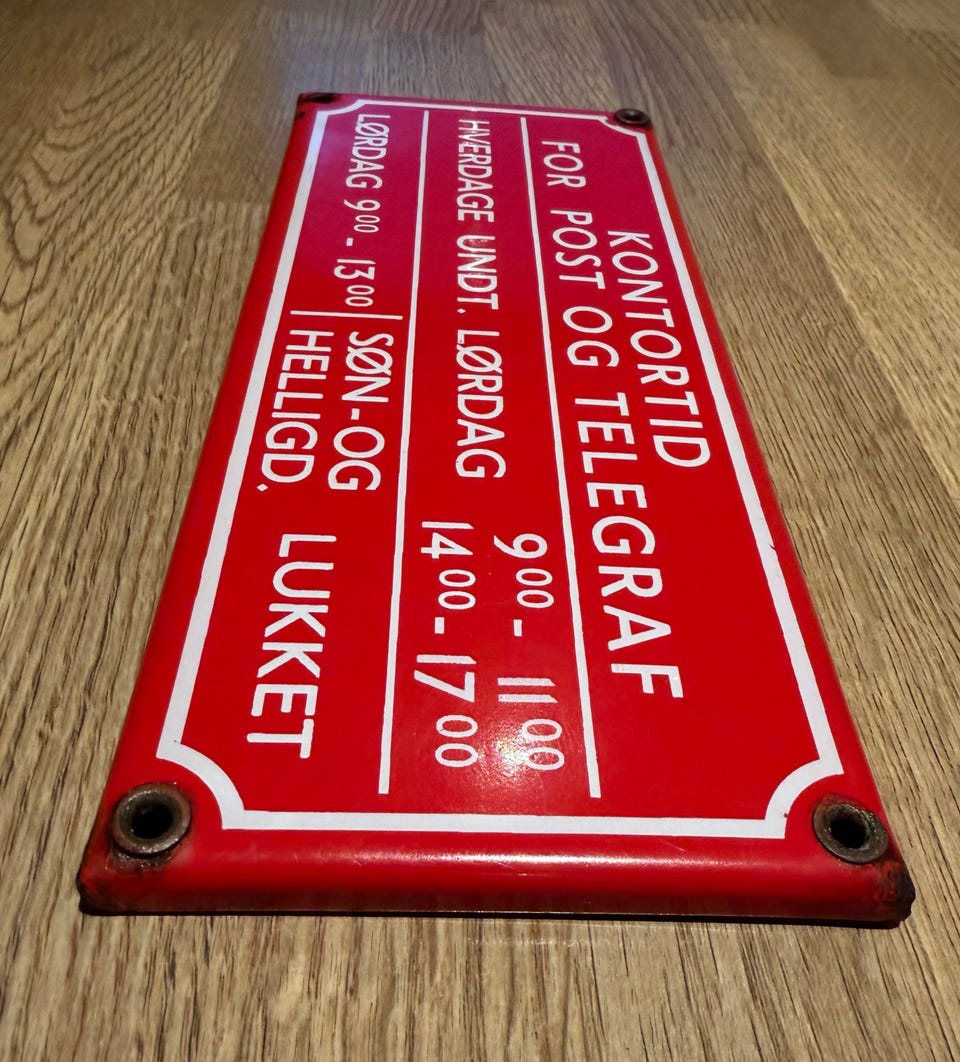 KONTORTID
FOR POST OG TELEGRAF
HVERDAGE UNDT. LØRDAG 9⁰⁰ - 11⁰⁰
14⁰⁰ - 17⁰⁰
LØRDAG 9⁰⁰ - 13⁰⁰
SØN-OG
HELLIGD. LUKKET